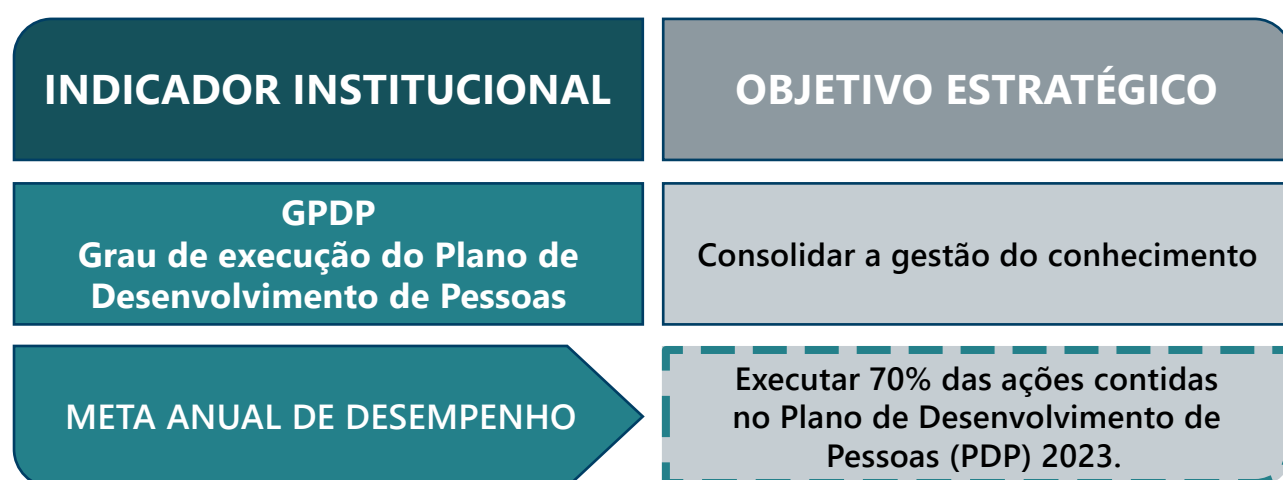 INDICADOR INSTITUCIONAL
OBJETIVO ESTRATÉGICO
GPDP
Grau de execução do Plano de
Desenvolvimento de Pessoas
Consolidar a gestão do conhecimento
META ANUAL DE DESEMPENHO
Executar 70% das ações contidas
no Plano de Desenvolvimento de
Pessoas (PDP) 2023.